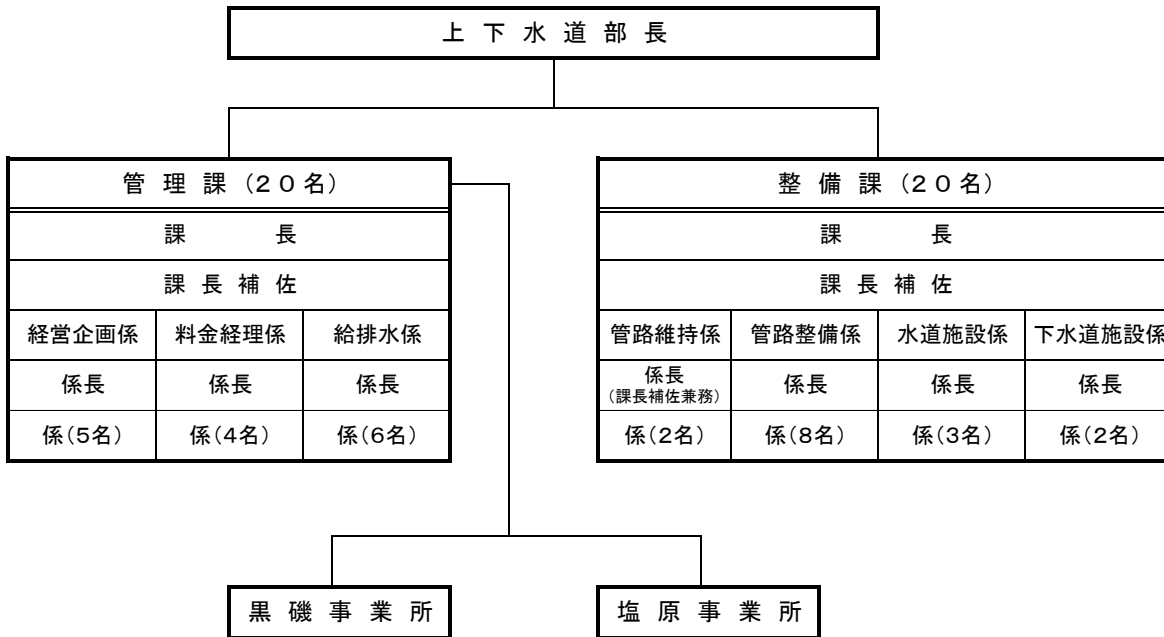 上下水道部長
管理課(20名)
課長
課長補佐
経営企画係 料金経理係 給排水係
係長 係長 係長
係(5名) 係(4名) 係(6名)
整備課(20名)
課長
課長補佐
管路維持係 管路整備係 水道施設係 下水道施設係
係長 係長 係長 係長
(課長補佐兼務)
係(2名) 係(8名) 係(3名) 係(2名)
黒磯事業所 塩原事業所